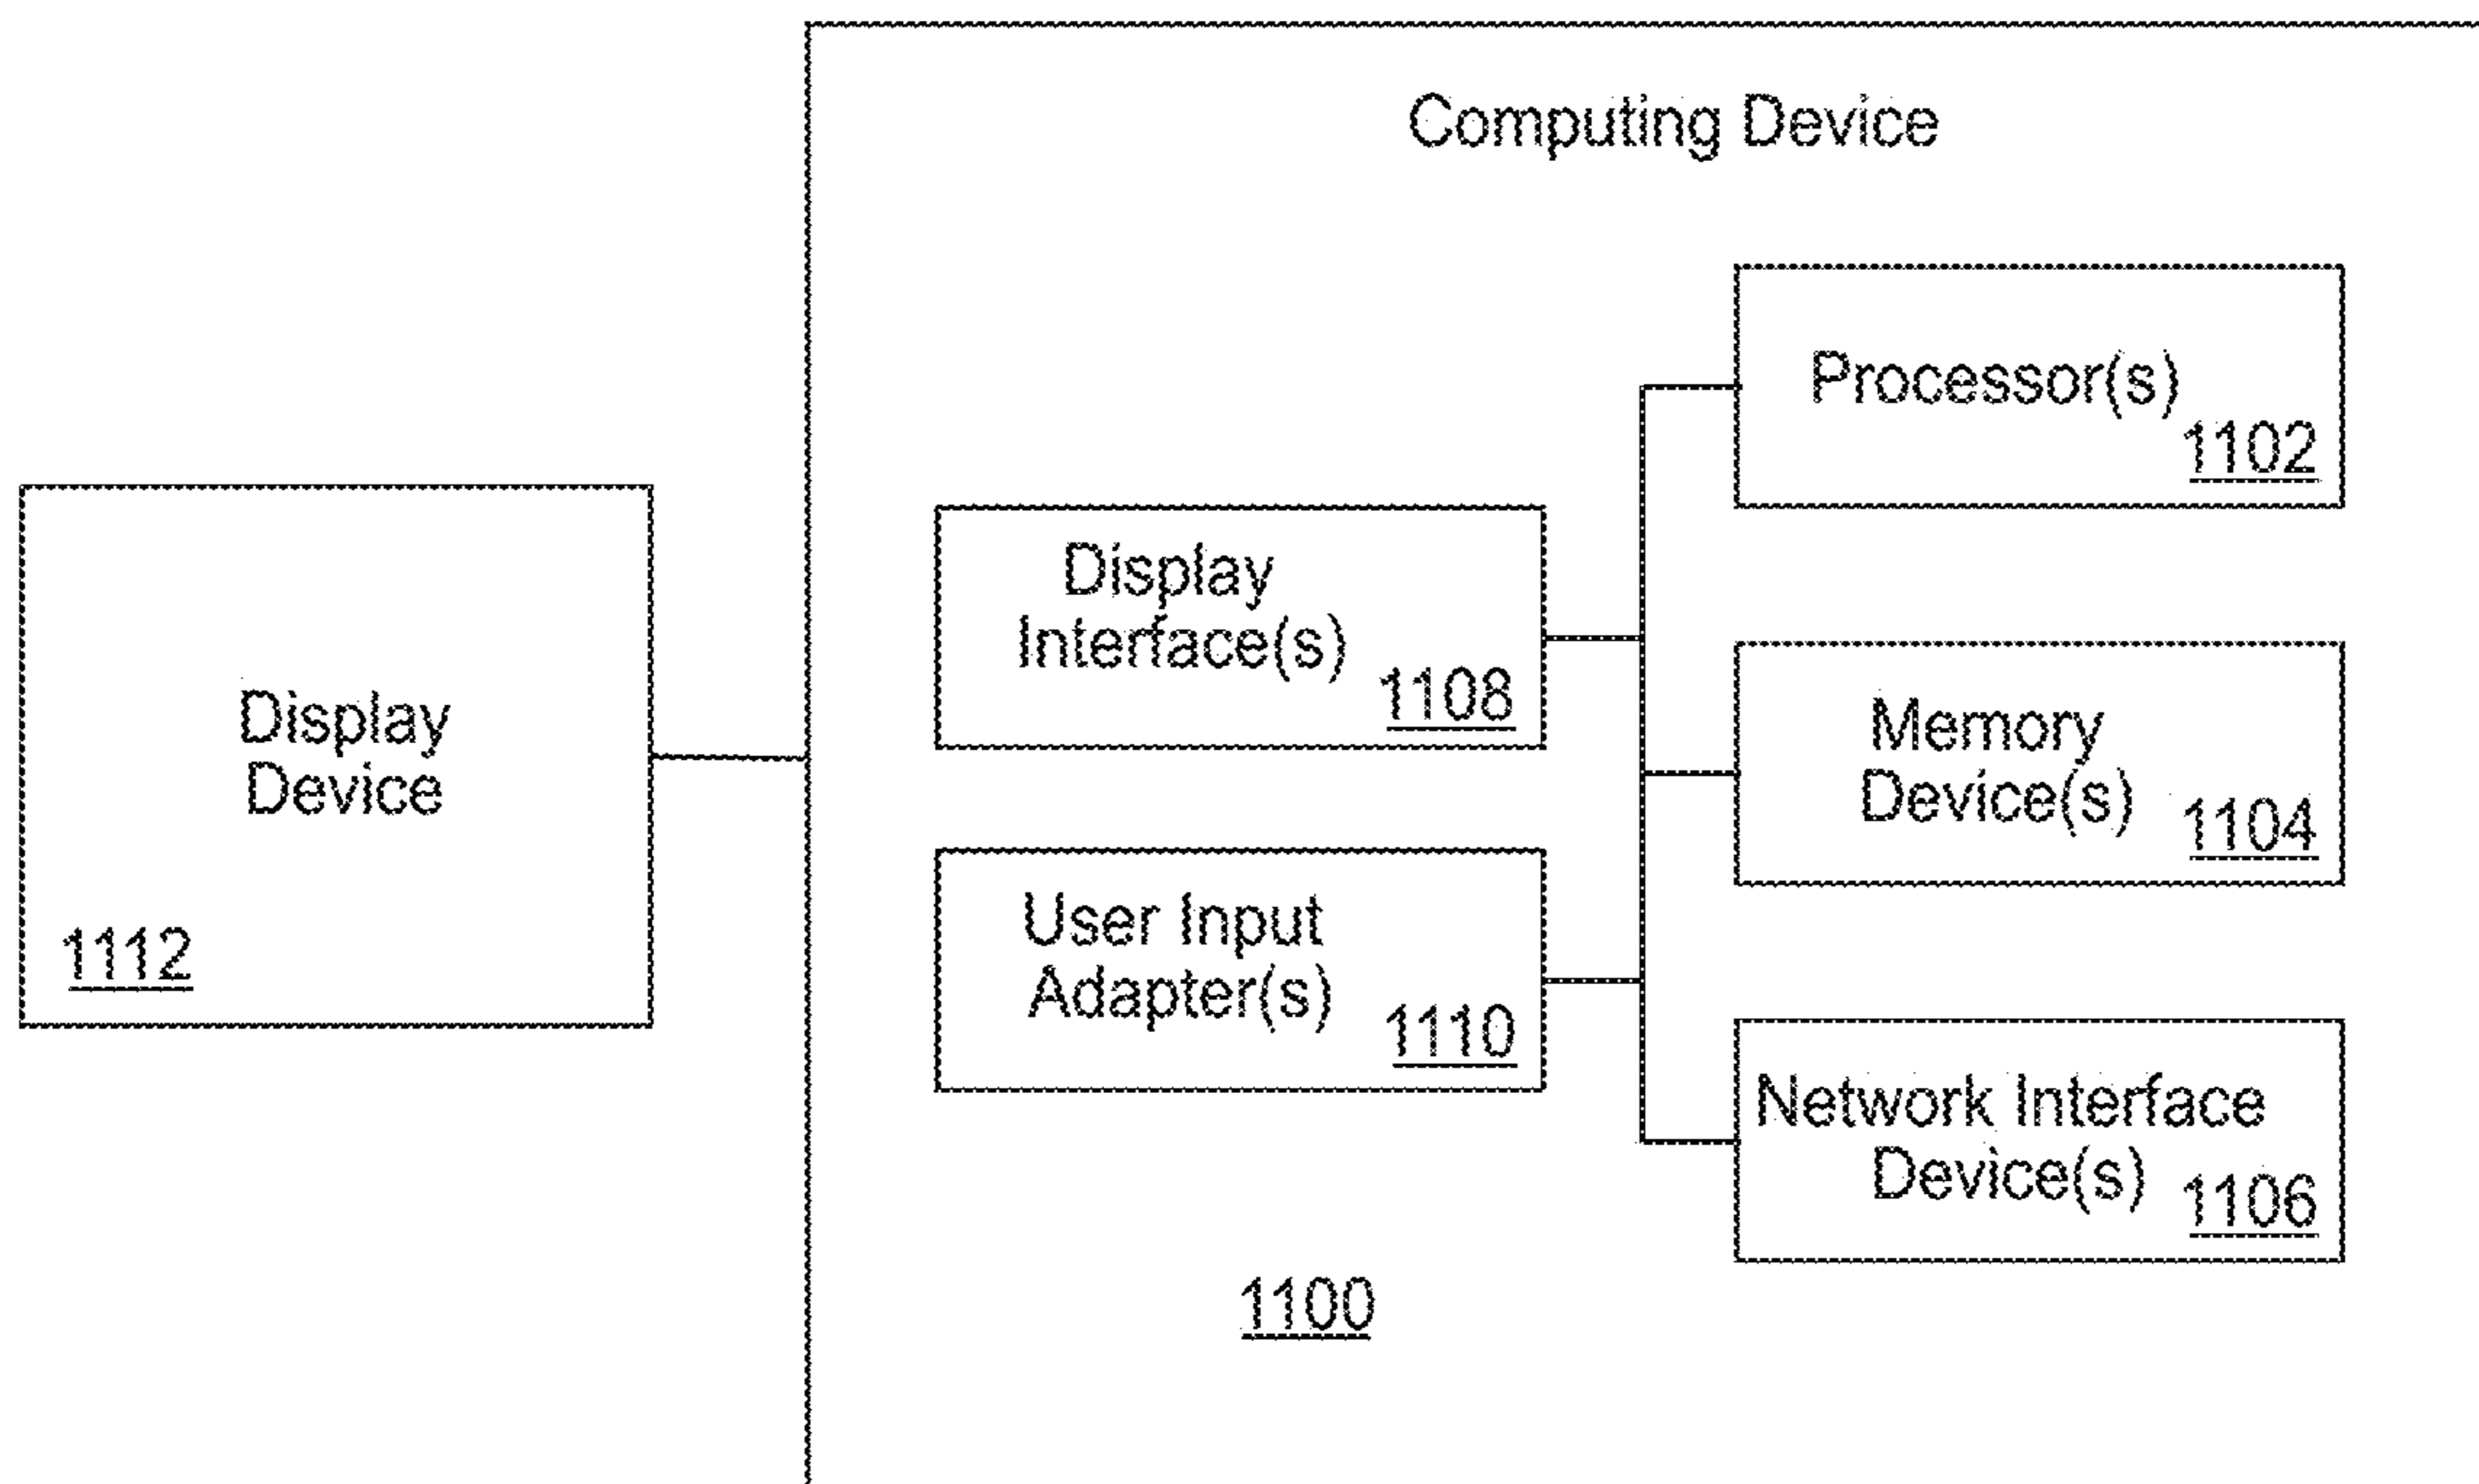 Computing Device
Processor(s)
1102
Display
Interface(s)
1108
Display
Device
1112
Memory
Device(s)
1104
User Input
Adapter(s)
1110
Network Interface
Device(s)
1106
1100